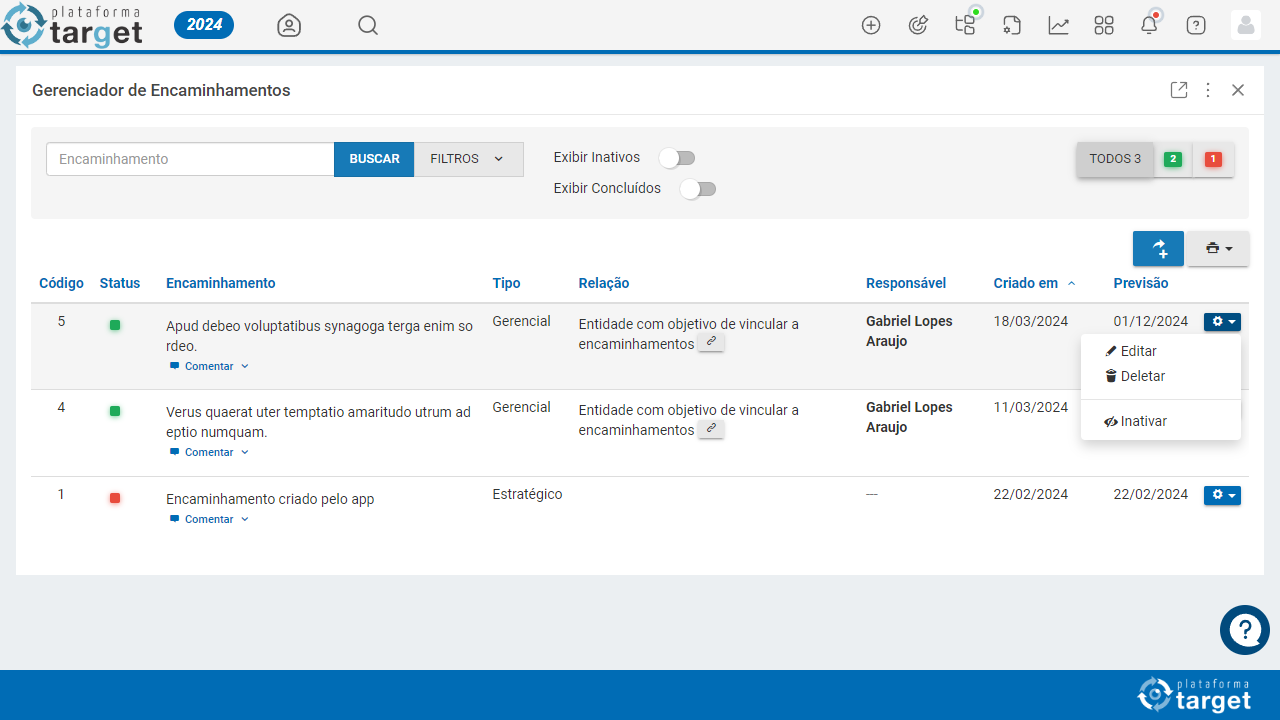 plataforma
target
2024
Gerenciador de Encaminhamentos
Encaminhamento
BUSCAR
FILTROS
Exibir Inativos
Exibir Concluídos
TODOS 3
2
1
Código
Status
Encaminhamento
Tipo
Relação
Responsável
Criado em
Previsão
5
Apud debeo voluptatibus synagoga terga enim so
rdeo.
Comentar
Gerencial
Entidade com objetivo de vincular a
encaminhamentos
Gabriel Lopes
Araujo
18/03/2024
01/12/2024
Editar
Deletar
Inativar
4
Verus quaerat uter temptatio amaritudo utrum ad
eptio numquam.
Comentar
Gerencial
Entidade com objetivo de vincular a
encaminhamentos
Gabriel Lopes
Araujo
11/03/2024
1
Encaminhamento criado pelo app
Comentar
Estratégico
---
22/02/2024
22/02/2024
plataforma
target